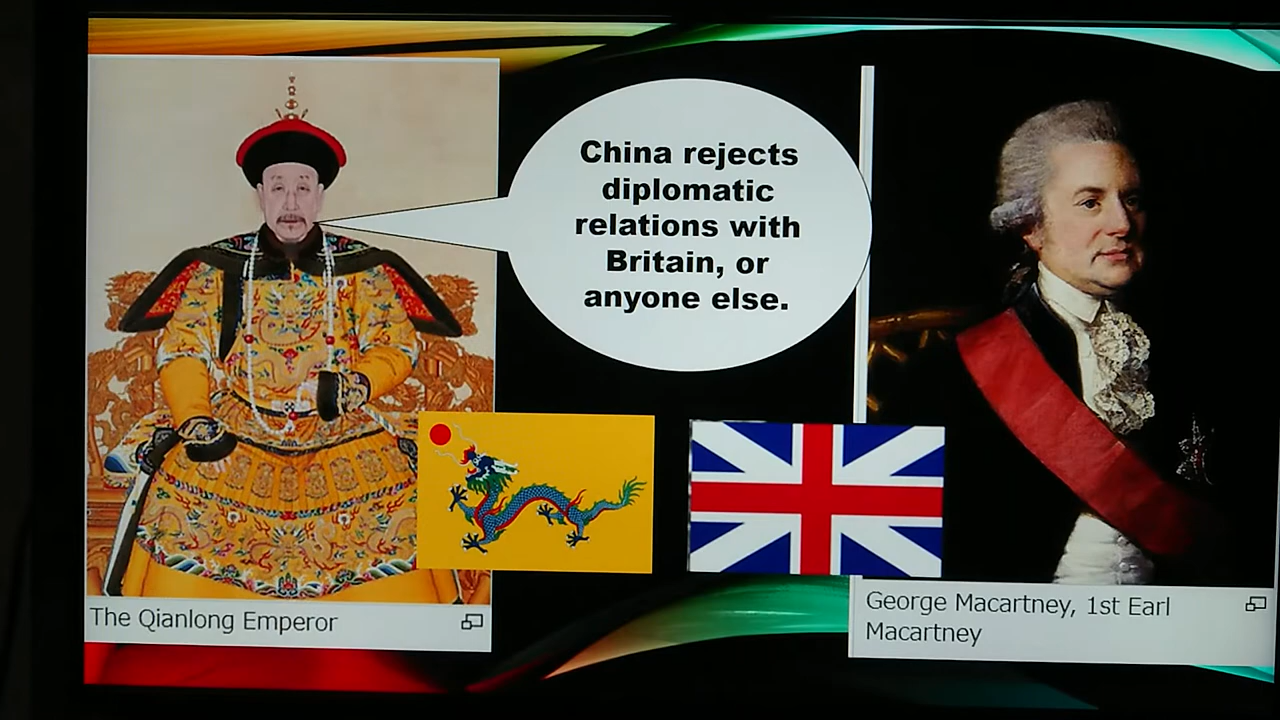 China rejects
diplomatic
relations with
Britain, or
anyone else.
The Qianlong Emperor
George Macartney, 1st Earl
Macartney